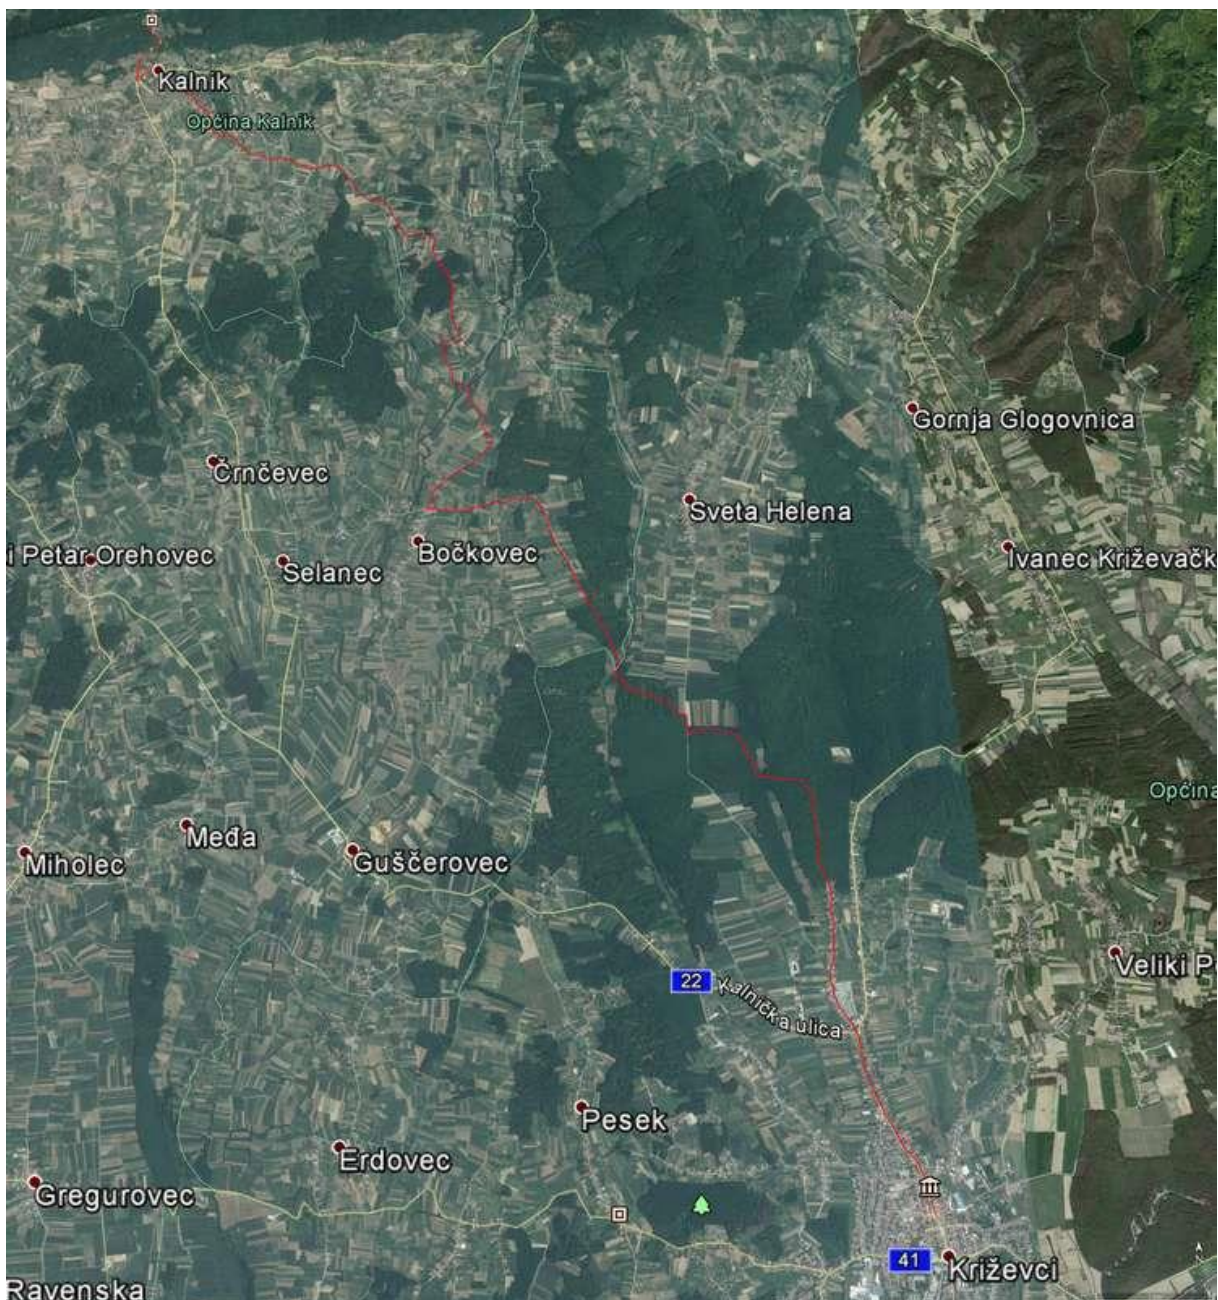 Kalnik
Općina Kalnik
Gornja Glogovnica
Črnčevec
Sveta Helena
i Petar Orehovec
Selanec
Bočkovec
Ivanec Križevačk
Općina
Međa
Miholec
Guščerovec
Veliki P
22
Kalnička ulica
Pesek
Erdovec
Gregurovec
41
Križevci
Ravenska